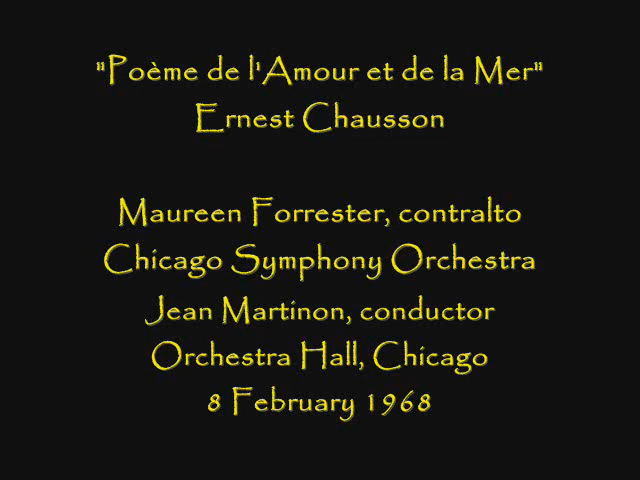 "Poème de l'Amour et de la Mer"
Ernest Chausson
Maureen Forrester, contralto
Chicago Symphony Orchestra
Jean Martinon, conductor
Orchestra Hall, Chicago
8 February 1968